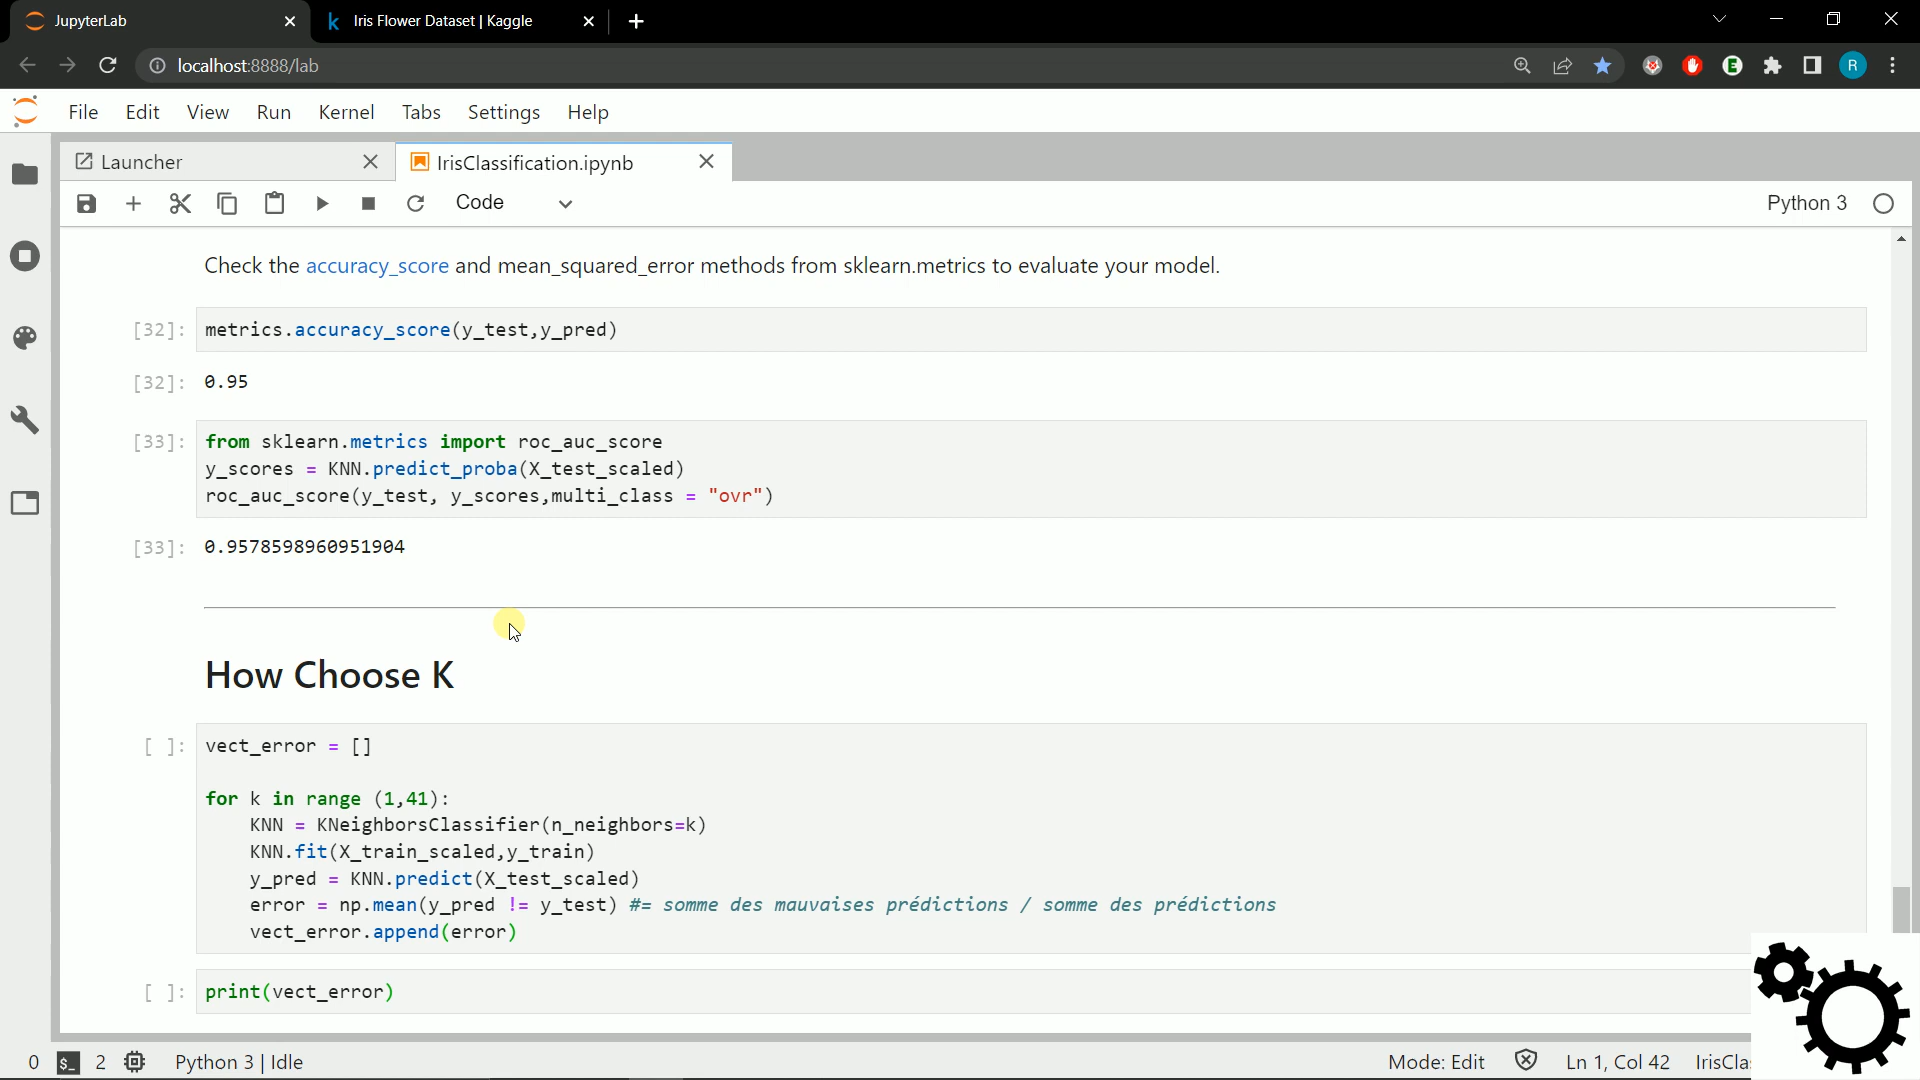 JupyterLab
Iris Flower Dataset | Kaggle
localhost:8888/lab
R
File Edit View Run Kernel Tabs Settings Help
Launcher
IrisClassification.ipynb
Code
Python 3
Check the accuracy_score and mean_squared_error methods from sklearn.metrics to evaluate your model.
[32]: metrics.accuracy_score(y_test,y_pred)
[32]: 0.95
[33]: from sklearn.metrics import roc_auc_score
y_scores = KNN.predict_proba(X_test_scaled)
roc_auc_score(y_test, y_scores,multi_class = "ovr")
[33]: 0.9578598960951904
How Choose K
[ ]: vect_error = []
for k in range (1,41):
KNN = KNeighborsClassifier(n_neighbors=k)
KNN.fit(X_train_scaled,y_train)
y_pred = KNN.predict(X_test_scaled)
error = np.mean(y_pred != y_test) #= somme des mauvaises prédictions / somme des prédictions
vect_error.append(error)
[ ]: print(vect_error)
0 $_ 2 Python 3 | Idle Mode: Edit Ln 1, Col 42 IrisCla